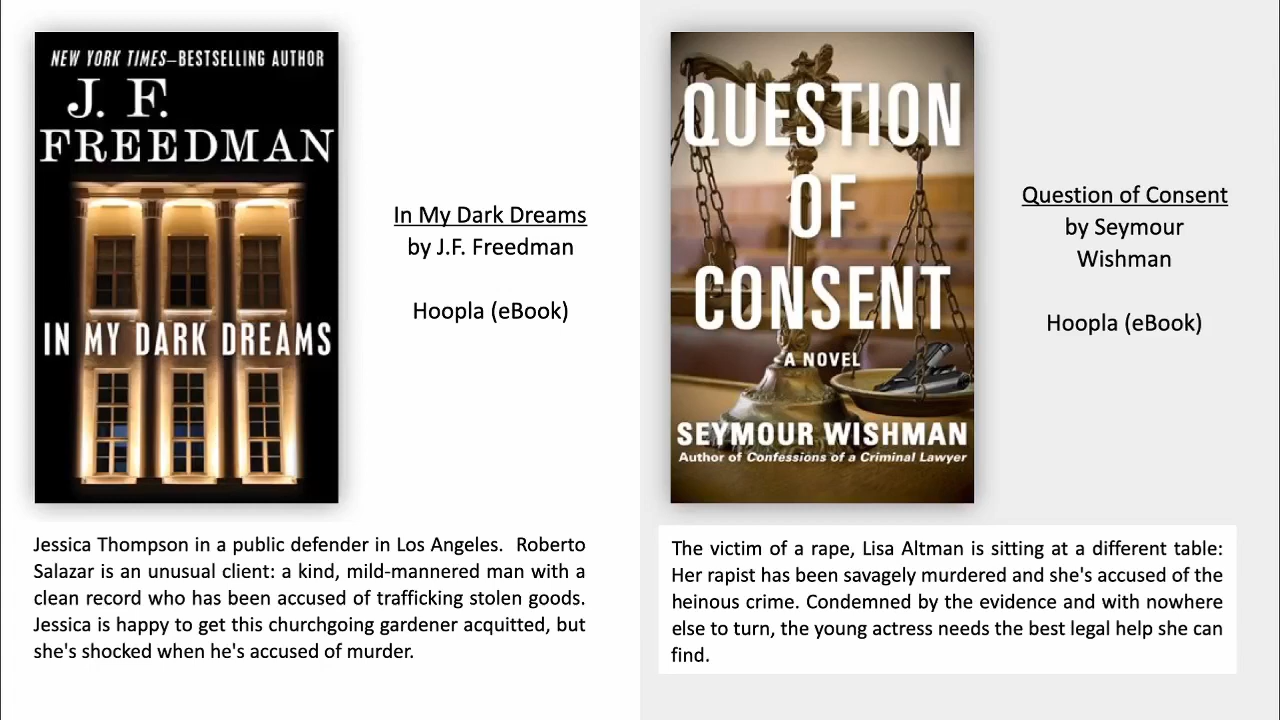 NEW YORK TIMES–BESTSELLING AUTHOR
J. F.
FREEDMAN
IN MY DARK DREAMS
In My Dark Dreams
by J.F. Freedman
Hoopla (eBook)
Jessica Thompson in a public defender in Los Angeles.  Roberto
Salazar is an unusual client: a kind, mild-mannered man with a
clean record who has been accused of trafficking stolen goods.
Jessica is happy to get this churchgoing gardener acquitted, but
she's shocked when he's accused of murder.
QUESTION
OF
CONSENT
A NOVEL
SEYMOUR WISHMAN
Author of Confessions of a Criminal Lawyer
Question of Consent
by Seymour
Wishman
Hoopla (eBook)
The victim of a rape, Lisa Altman is sitting at a different table:
Her rapist has been savagely murdered and she's accused of the
heinous crime. Condemned by the evidence and with nowhere
else to turn, the young actress needs the best legal help she can
find.